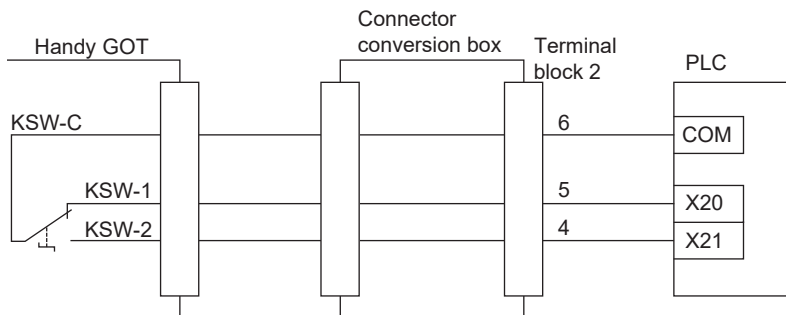 Handy GOT
Connector
conversion box
Terminal
block 2
PLC
KSW-C
6
COM
KSW-1
5
X20
KSW-2
4
X21